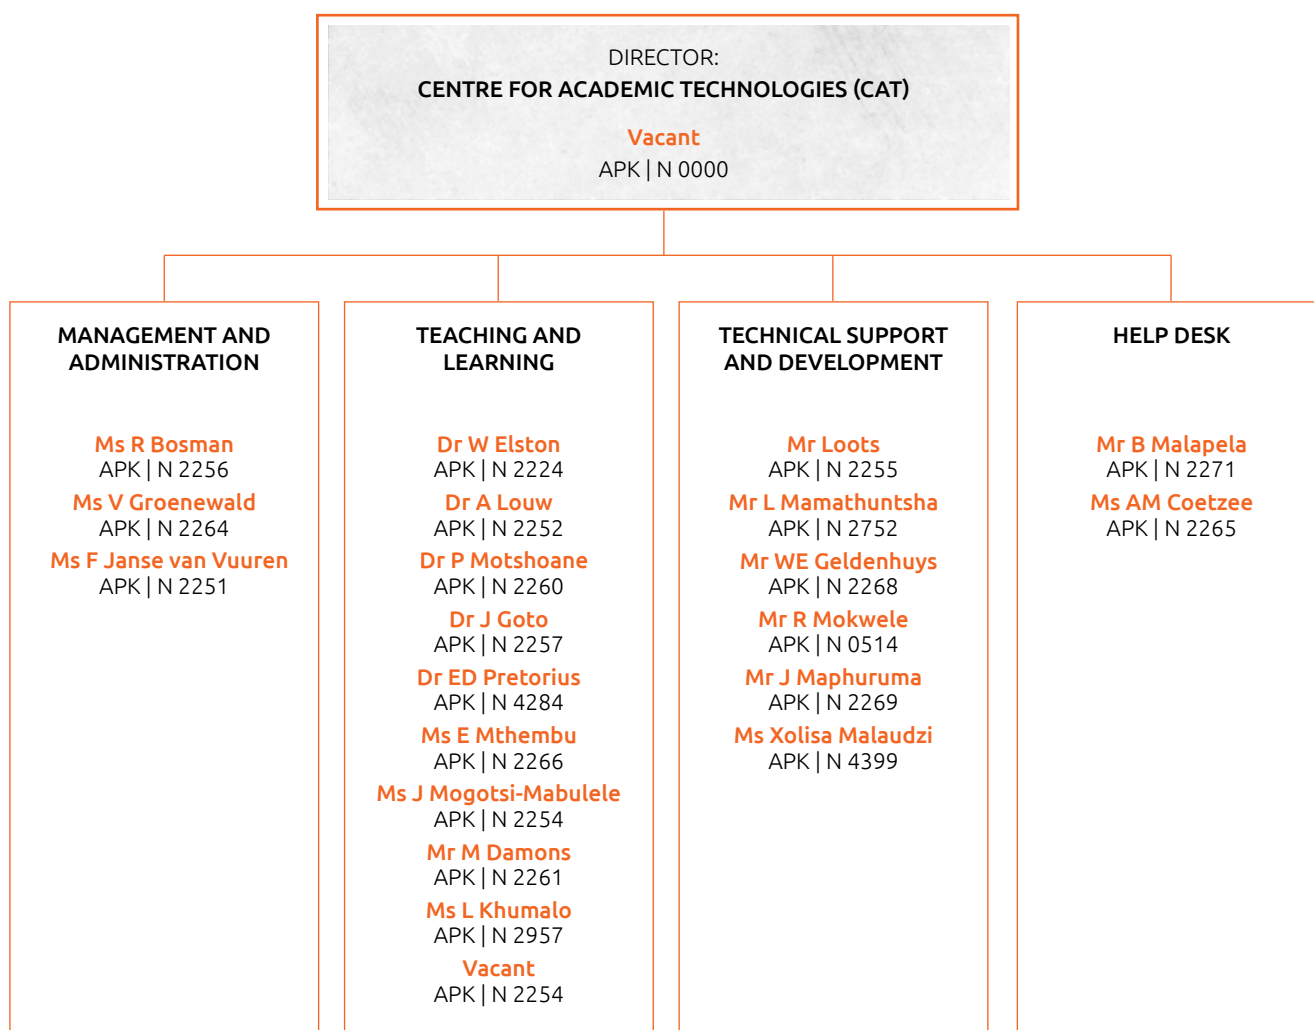 DIRECTOR:
CENTRE FOR ACADEMIC TECHNOLOGIES (CAT)
Vacant
APK | N 0000
MANAGEMENT AND
ADMINISTRATION
Ms R Bosman
APK | N 2256
Ms V Groenewald
APK | N 2264
Ms F Janse van Vuuren
APK | N 2251
TEACHING AND
LEARNING
Dr W Elston
APK | N 2224
Dr A Louw
APK | N 2252
Dr P Motshoane
APK | N 2260
Dr J Goto
APK | N 2257
Dr ED Pretorius
APK | N 4284
Ms E Mthembu
APK | N 2266
Ms J Mogotsi-Mabulele
APK | N 2254
Mr M Damons
APK | N 2261
Ms L Khumalo
APK | N 2957
Vacant
APK | N 2254
TECHNICAL SUPPORT
AND DEVELOPMENT
Mr Loots
APK | N 2255
Mr L Mamathuntsha
APK | N 2752
Mr WE Geldenhuys
APK | N 2268
Mr R Mokwele
APK | N 0514
Mr J Maphuruma
APK | N 2269
Ms Xolisa Malaudzi
APK | N 4399
HELP DESK
Mr B Malapela
APK | N 2271
Ms AM Coetzee
APK | N 2265